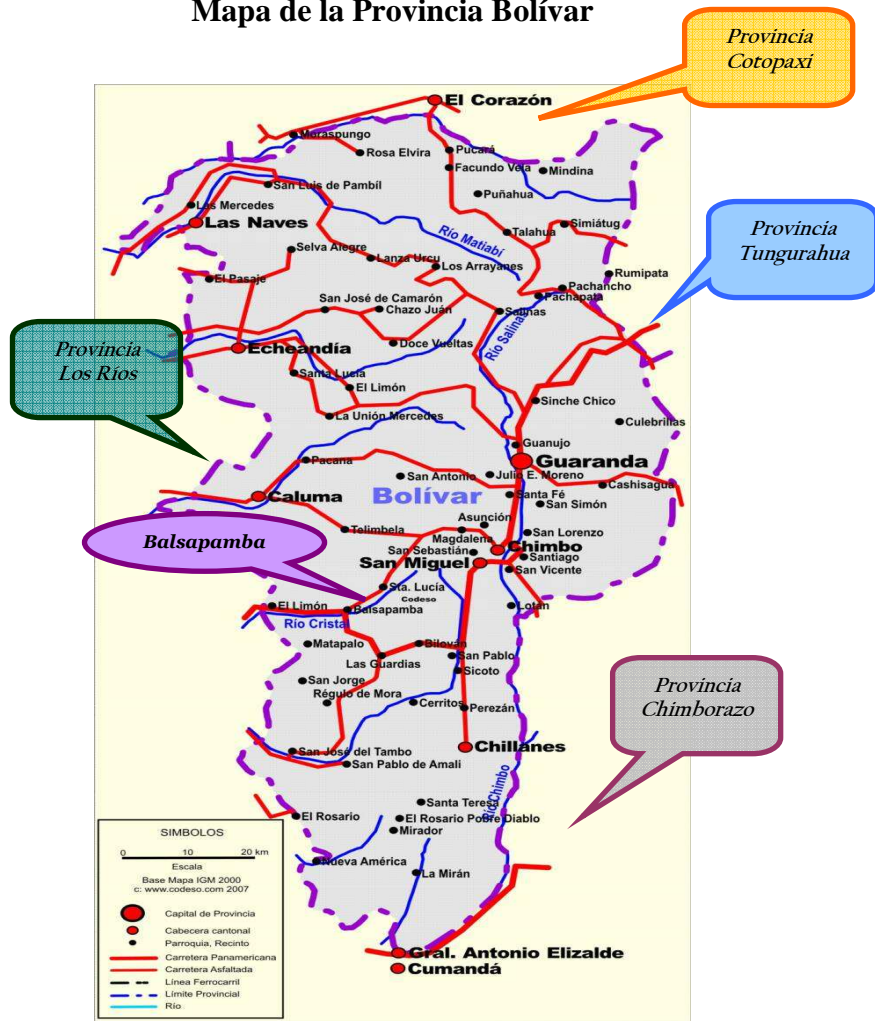 Mapa de la Provincia Bolívar
Provincia
Cotopaxi
El Corazón
Moraspungo
Rosa Elvira
Pucará
Facundo Vela
Mindina
San Luis de Pambíl
Puñahua
Las Mercedes
Las Naves
Talahua
Simiátug
Río Matiabí
Provincia
Tungurahua
Selva Alegre
Lanza Urcu
Los Arrayanes
Rumipata
El Pasaje
Pachancho
Pachapata
San José de Camarón
Chazo Juán
Salinas
Río Salinas
Provincia
Los Ríos
Echeandía
Doce Vueltas
Santa Lucía
El Limón
Sinche Chico
La Unión Mercedes
Culebrillas
Guanujo
Pacana
Guaranda
San Antonio
Julio E. Moreno
Cashisagua
Caluma
Bolívar
Santa Fé
San Simón
Asunción
Telimbela
Magdalena
San Lorenzo
Balsapamba
San Sebastián
Chimbo
San Miguel
Santiago
San Vicente
Sta. Lucía
Codeso
El Limón
Balsapamba
Lotán
Río Cristal
Matapalo
Bilován
Las Guardias
San Pablo
Sicoto
San Jorge
Régulo de Mora
Cerritos
Perezán
Provincia
Chimborazo
San José del Tambo
Chillanes
San Pablo de Amali
Río Chimbo
Santa Teresa
El Rosario
El Rosario Pobre Diablo
Mirador
Nueva América
La Mirán
Gral. Antonio Elizalde
Cumandá
SIMBOLOS
0 10 20 km
Escala
Base Mapa IGM 2000
c: www.codeso.com 2007
Capital de Provincia
Cabecera cantonal
Parroquia, Recinto
Carretera Panamericana
Carretera Asfaltada
Línea Ferrocarril
Límite Provincial
Río